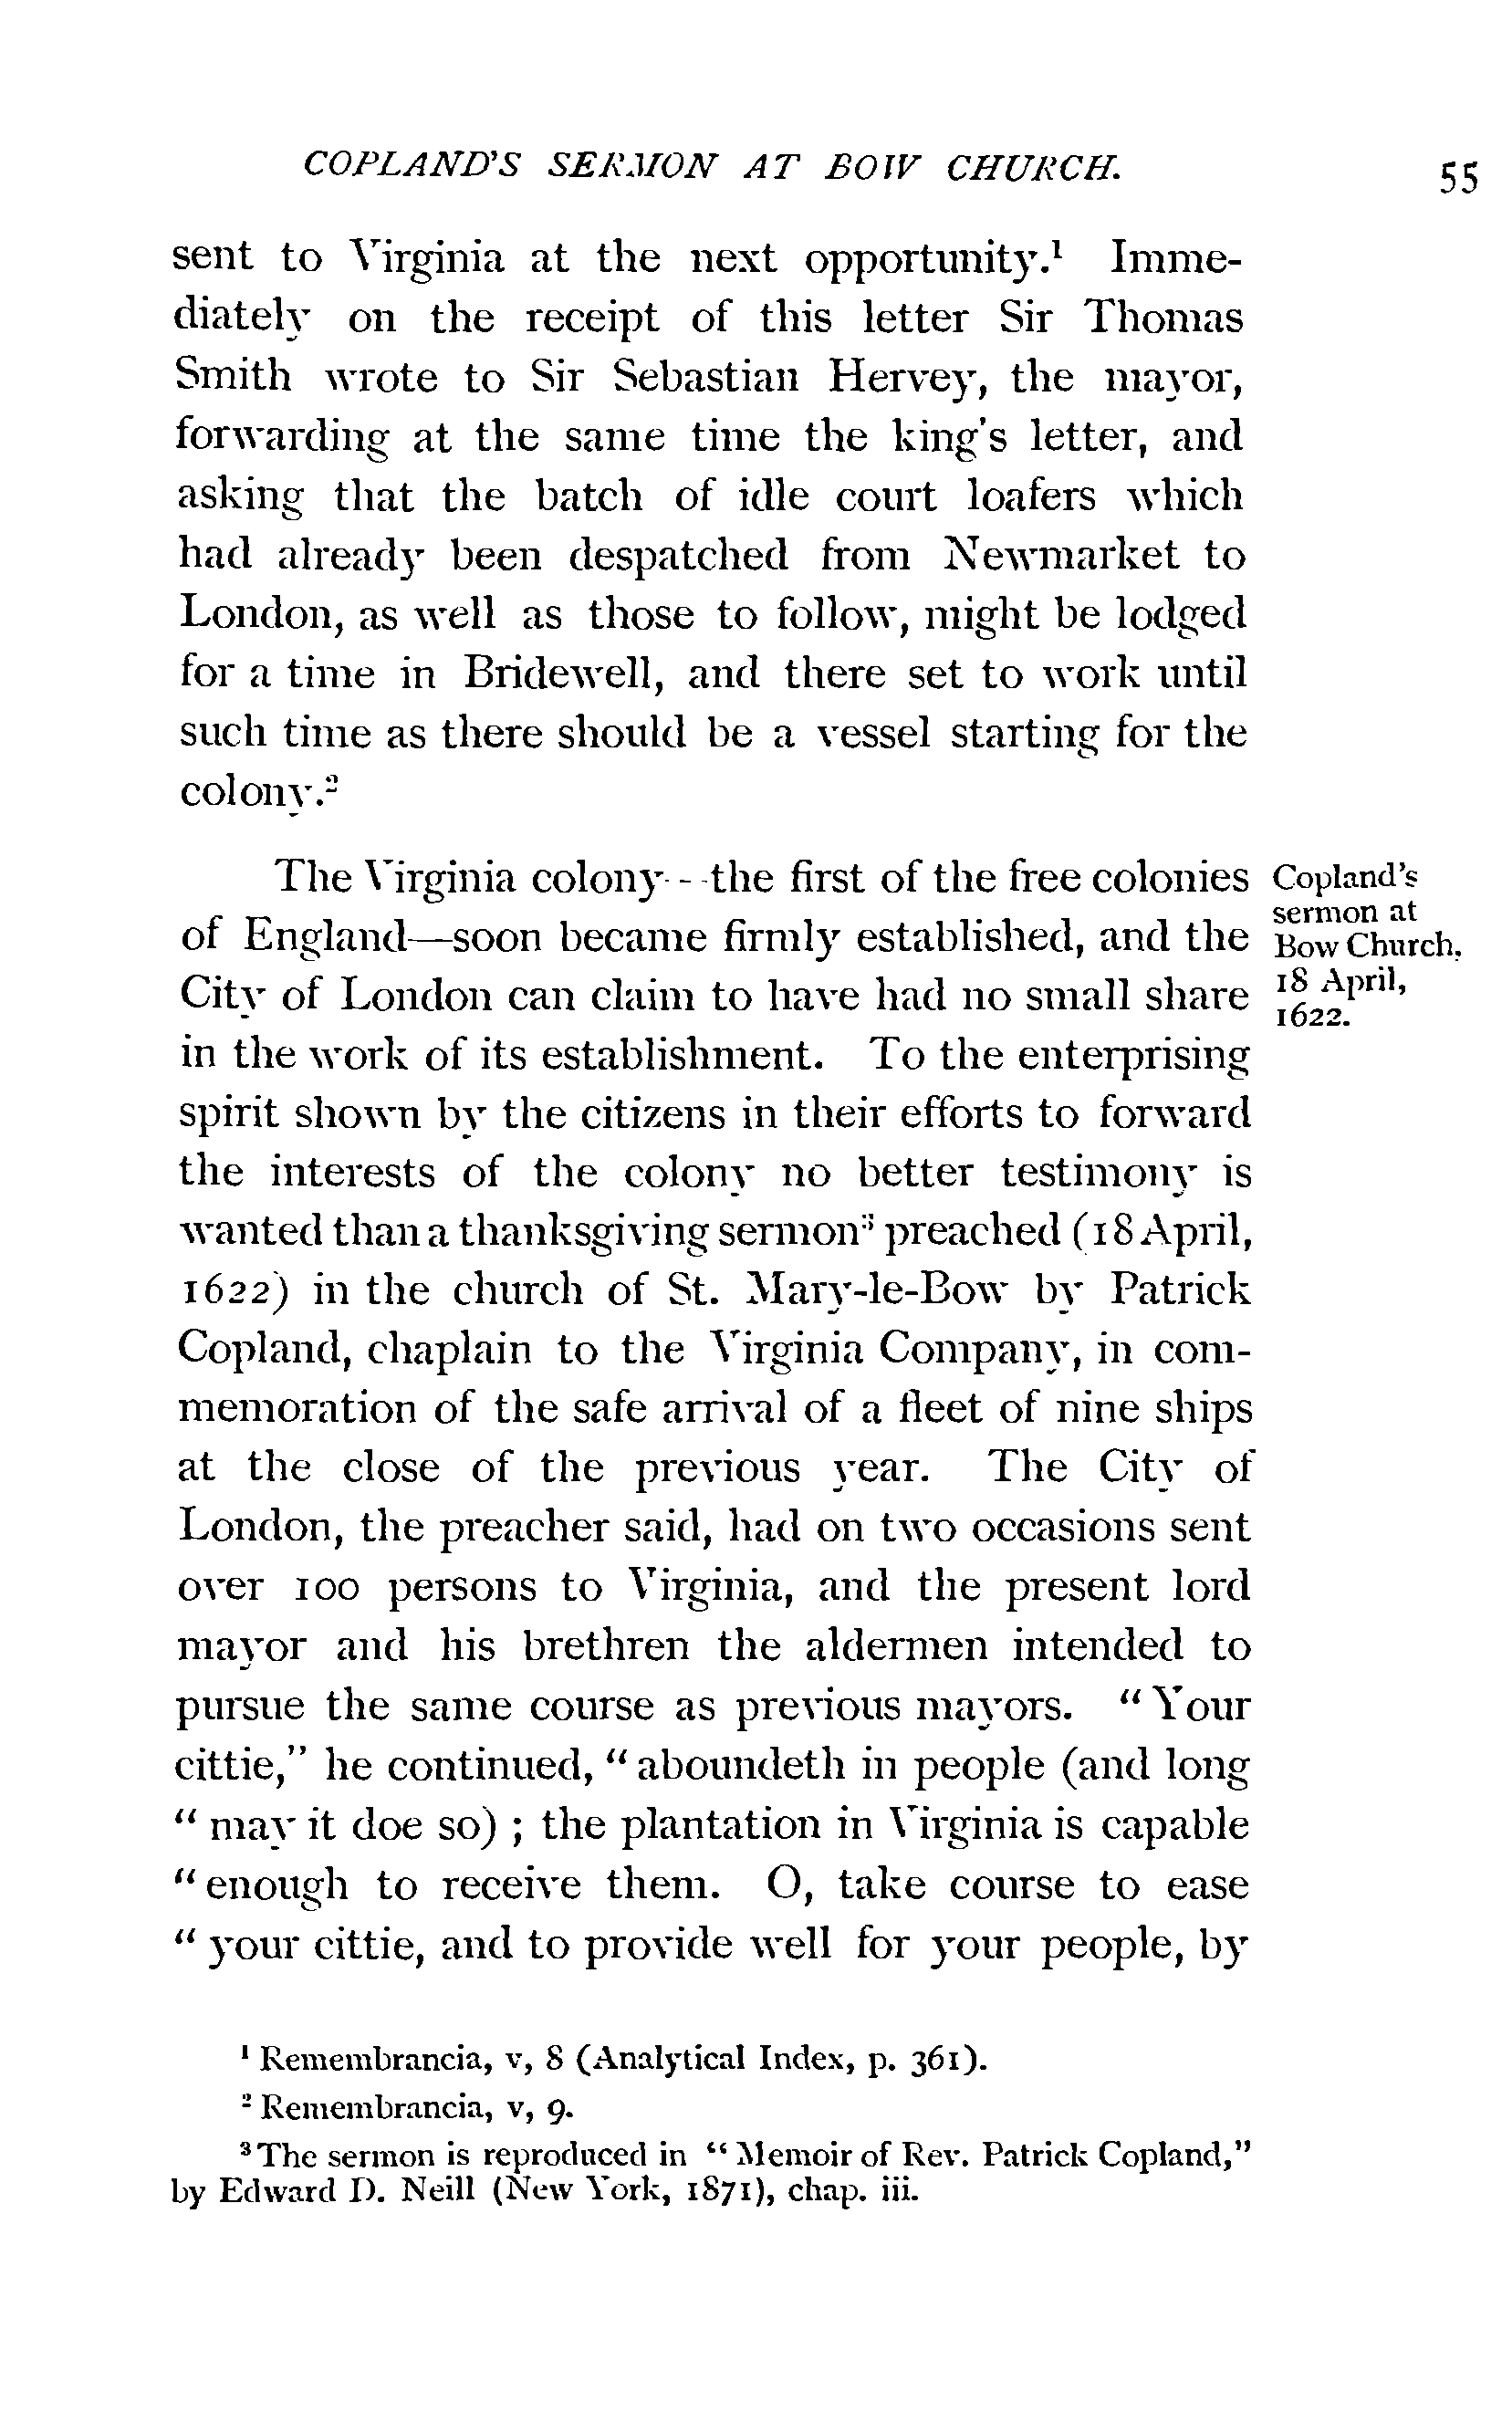 COPLAND'S SERMON AT BOW CHURCH. 55
sent to Virginia at the next opportunity.¹ Imme-
diately on the receipt of this letter Sir Thomas
Smith wrote to Sir Sebastian Hervey, the mayor,
forwarding at the same time the king's letter, and
asking that the batch of idle court loafers which
had already been despatched from Newmarket to
London, as well as those to follow, might be lodged
for a time in Bridewell, and there set to work until
such time as there should be a vessel starting for the
colony.²
The Virginia colony—the first of the free colonies
of England—soon became firmly established, and the
City of London can claim to have had no small share
in the work of its establishment. To the enterprising
spirit shown by the citizens in their efforts to forward
the interests of the colony no better testimony is
wanted than a thanksgiving sermon³ preached (18 April,
1622) in the church of St. Mary-le-Bow by Patrick
Copland, chaplain to the Virginia Company, in com-
memoration of the safe arrival of a fleet of nine ships
at the close of the previous year. The City of
London, the preacher said, had on two occasions sent
over 100 persons to Virginia, and the present lord
mayor and his brethren the aldermen intended to
pursue the same course as previous mayors. "Your
cittie," he continued, "aboundeth in people (and long
"may it doe so); the plantation in Virginia is capable
"enough to receive them. O, take course to ease
"your cittie, and to provide well for your people, by
Copland's
sermon at
Bow Church,
18 April,
1622.
¹ Remembrancia, v, 8 (Analytical Index, p. 361).
² Remembrancia, v, 9.
³ The sermon is reproduced in "Memoir of Rev. Patrick Copland,"
by Edward D. Neill (New York, 1871), chap. iii.